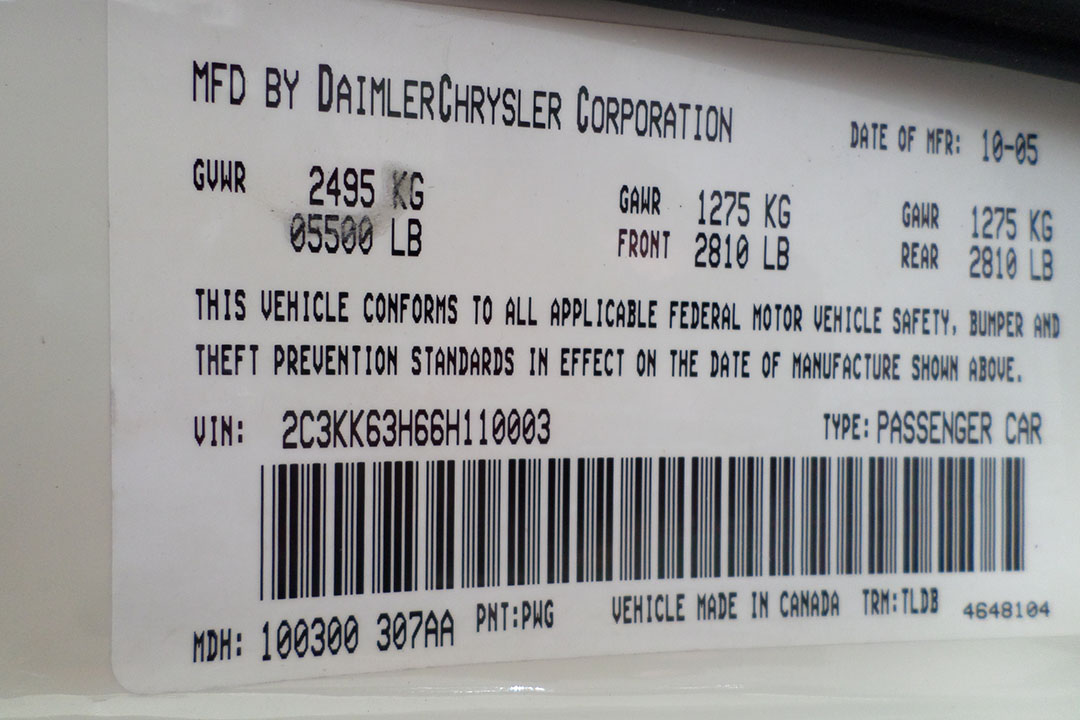 MFD BY DAIMLERCHRYSLER CORPORATION
DATE OF MFR: 10-05
GVWR 2495 KG
05500 LB
GAWR FRONT 1275 KG
2810 LB
GAWR REAR 1275 KG
2810 LB
THIS VEHICLE CONFORMS TO ALL APPLICABLE FEDERAL MOTOR VEHICLE SAFETY, BUMPER AND
THEFT PREVENTION STANDARDS IN EFFECT ON THE DATE OF MANUFACTURE SHOWN ABOVE.
VIN: 2C3KK63H66H110003 TYPE: PASSENGER CAR
MDH: 100300 307AA PNT:PWG VEHICLE MADE IN CANADA TRM:TLDB 4648104